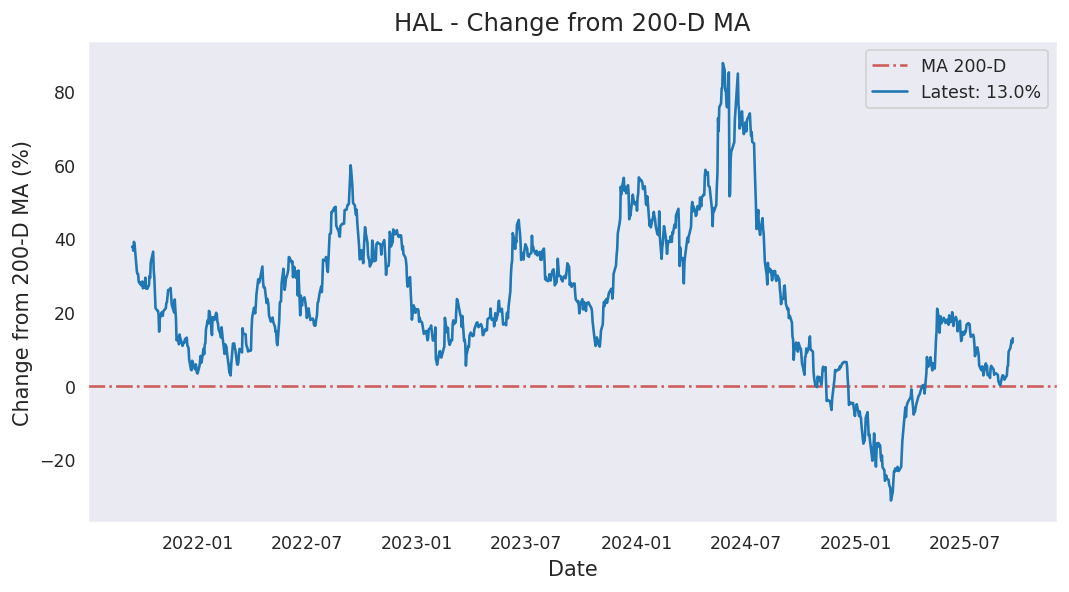 HAL - Change from 200-D MA
MA 200-D
Latest: 13.0%
Change from 200-D MA (%)
80
60
40
20
0
−20
2022-01
2022-07
2023-01
2023-07
2024-01
2024-07
2025-01
2025-07
Date